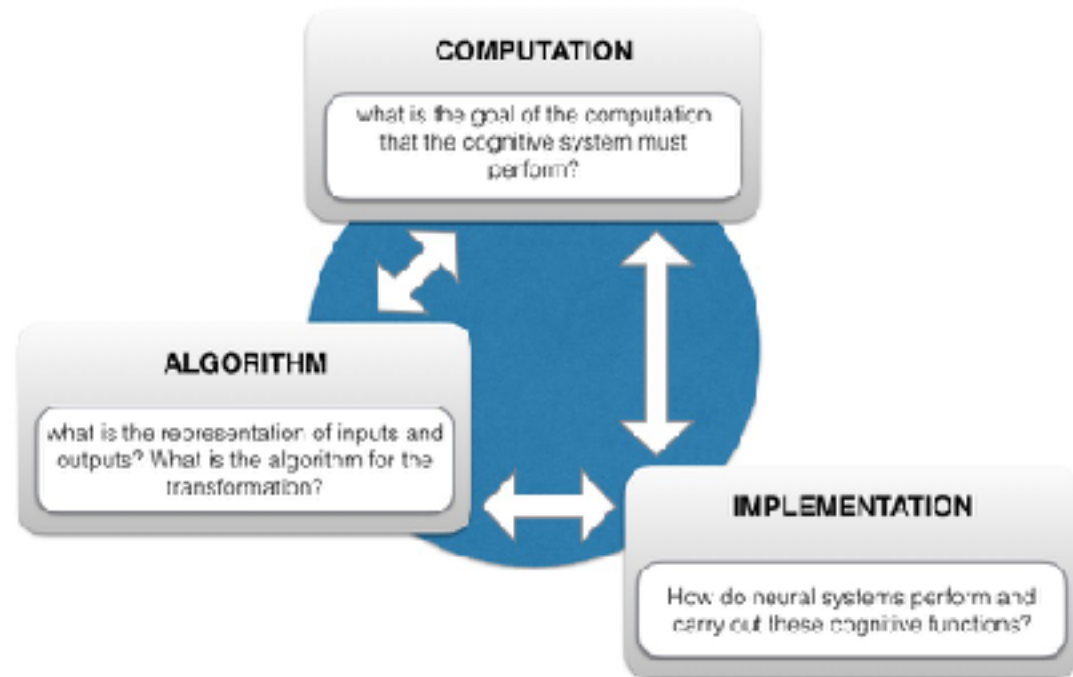 COMPUTATION
what is the goal of the computation
that the cognitive system must
perform?
ALGORITHM
what is the representation of inputs and
outputs? What is the algorithm for the
transformation?
IMPLEMENTATION
How do neural systems perform and
carry out these cognitive functions?